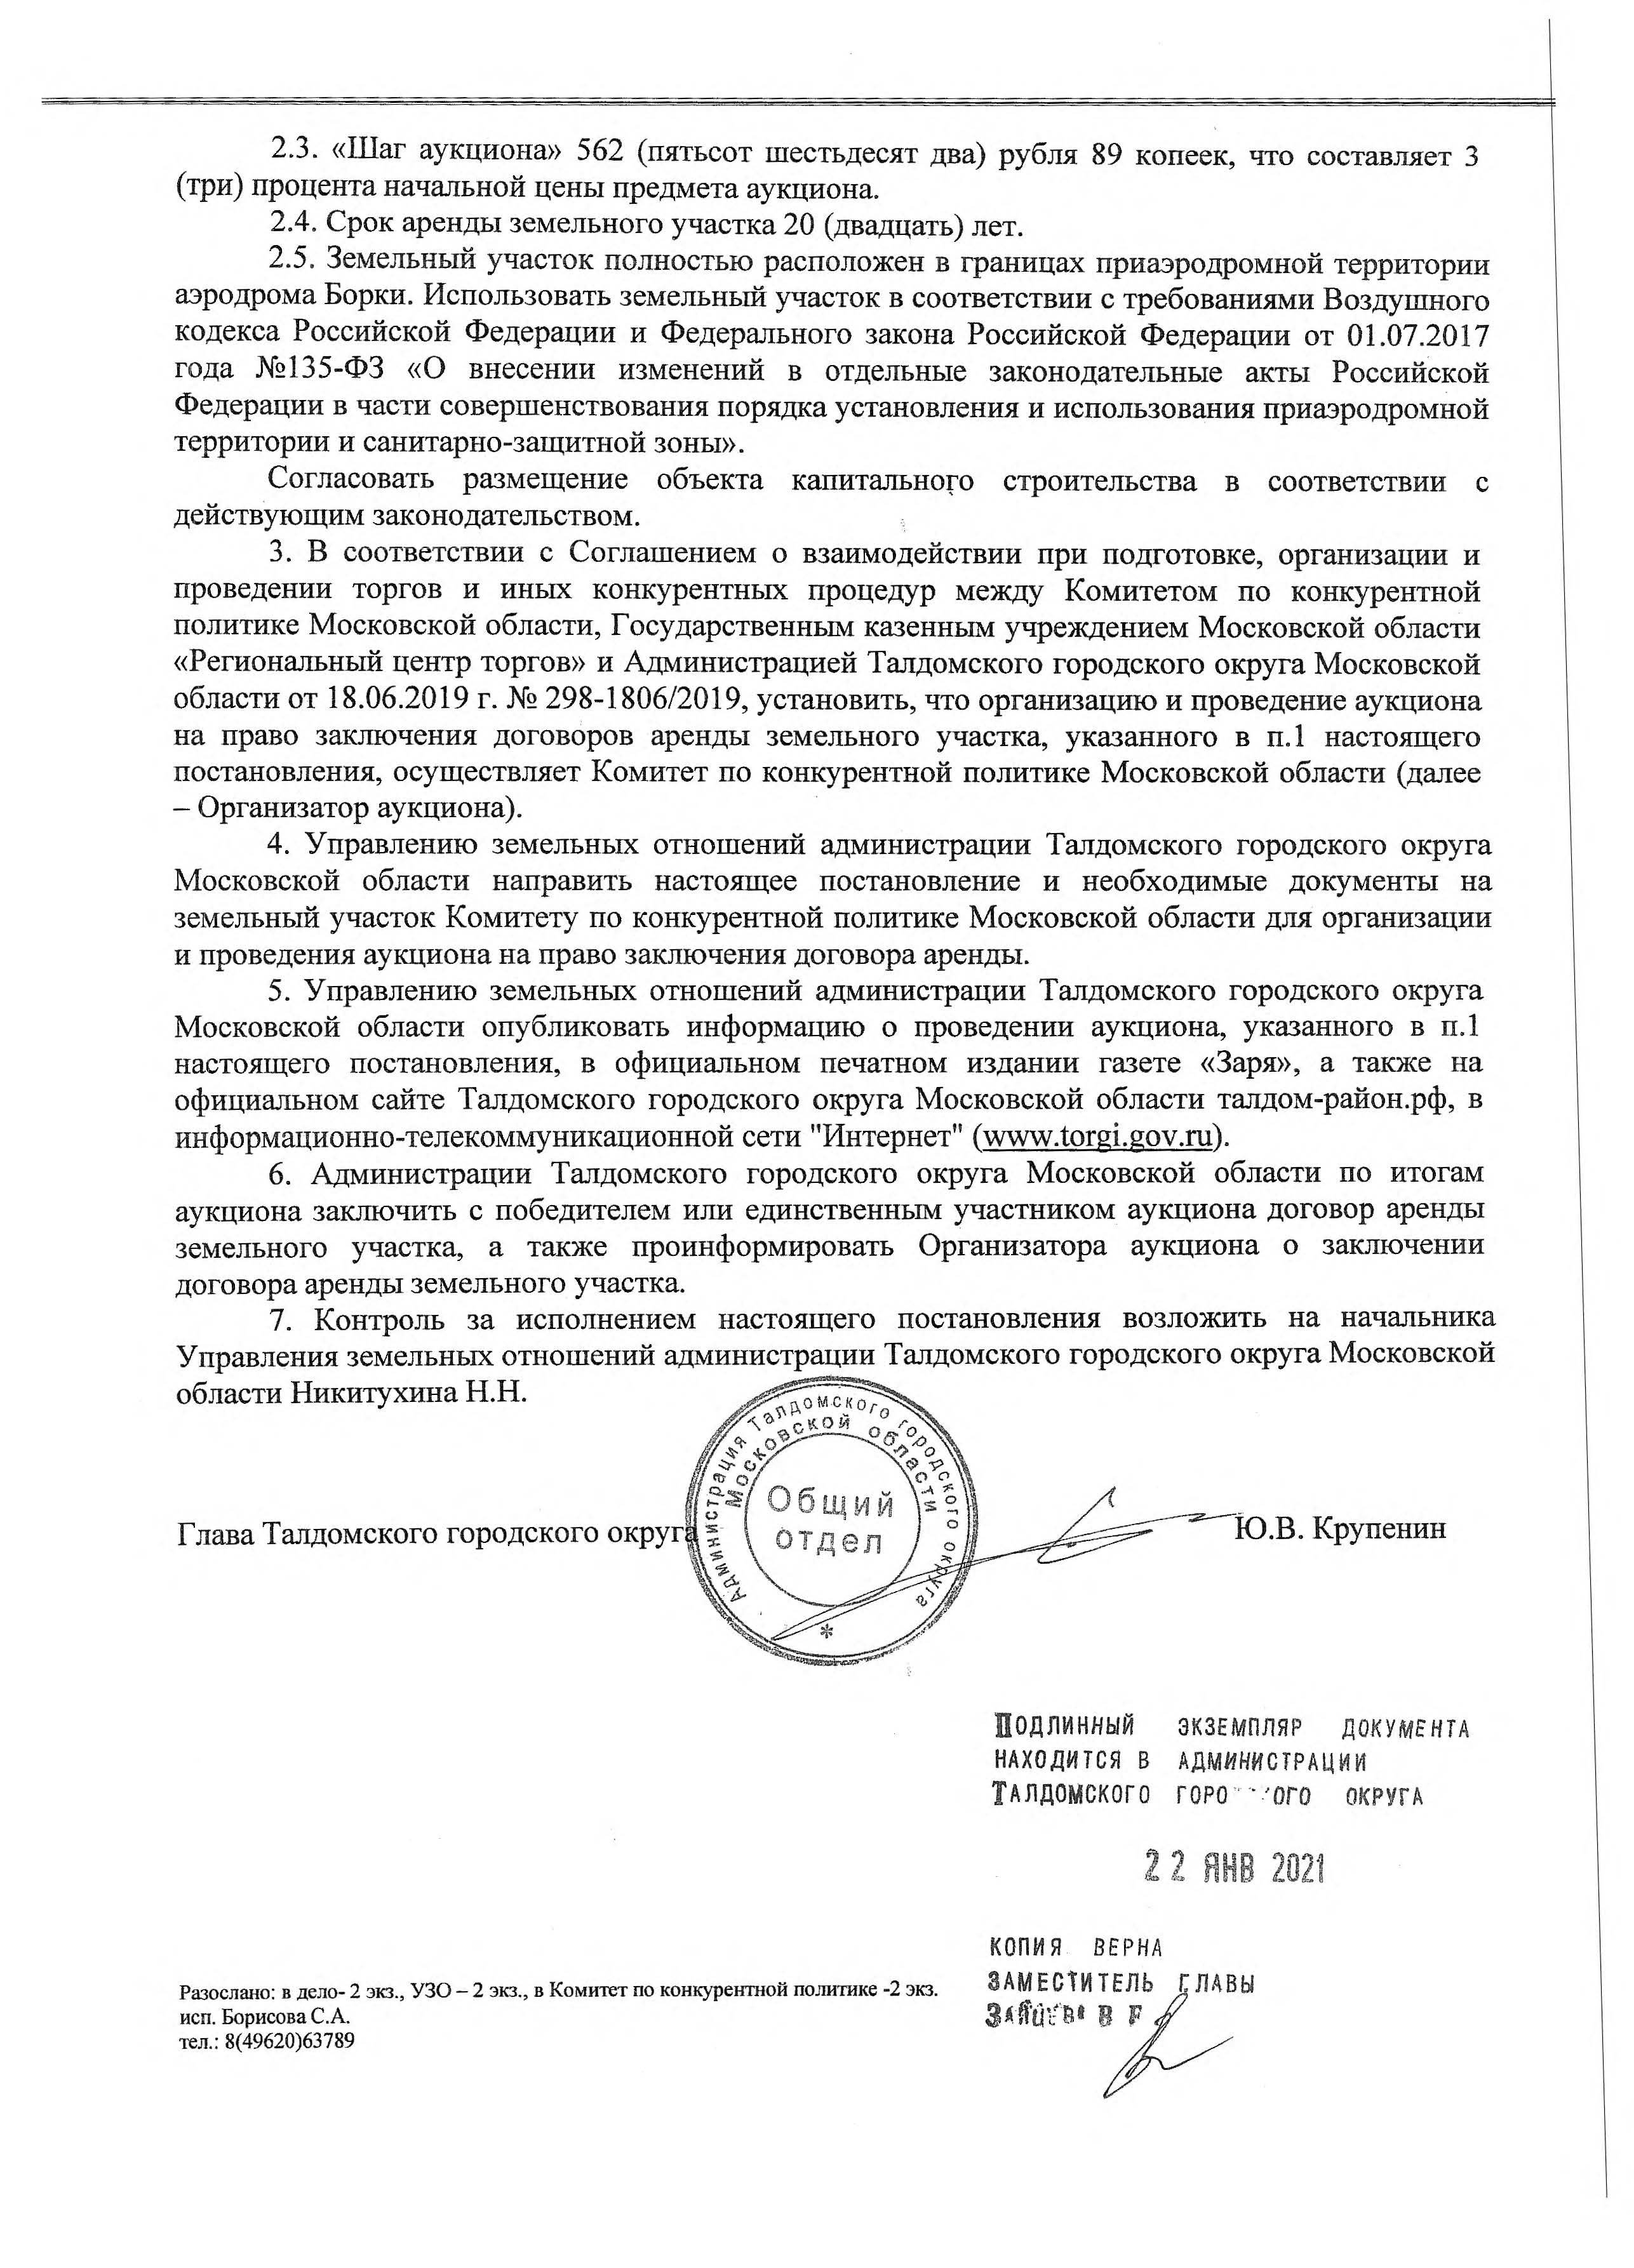 2.3. «Шаг аукциона» 562 (пятьсот шестьдесят два) рубля 89 копеек, что составляет 3
(три) процента начальной цены предмета аукциона.
2.4. Срок аренды земельного участка 20 (двадцать) лет.
2.5. Земельный участок полностью расположен в границах приаэродромной территории
аэродрома Борки. Использовать земельный участок в соответствии с требованиями Воздушного
кодекса Российской Федерации и Федерального закона Российской Федерации от 01.07.2017
года №135-ФЗ «О внесении изменений в отдельные законодательные акты Российской
Федерации в части совершенствования порядка установления и использования приаэродромной
территории и санитарно-защитной зоны».
Согласовать размещение объекта капитального строительства в соответствии с
действующим законодательством.
3. В соответствии с Соглашением о взаимодействии при подготовке, организации и
проведении торгов и иных конкурентных процедур между Комитетом по конкурентной
политике Московской области, Государственным казенным учреждением Московской области
«Региональный центр торгов» и Администрацией Талдомского городского округа Московской
области от 18.06.2019 г. № 298-1806/2019, установить, что организацию и проведение аукциона
на право заключения договоров аренды земельного участка, указанного в п.1 настоящего
постановления, осуществляет Комитет по конкурентной политике Московской области (далее
– Организатор аукциона).
4. Управлению земельных отношений администрации Талдомского городского округа
Московской области направить настоящее постановление и необходимые документы на
земельный участок Комитету по конкурентной политике Московской области для организации
и проведения аукциона на право заключения договора аренды.
5. Управлению земельных отношений администрации Талдомского городского округа
Московской области опубликовать информацию о проведении аукциона, указанного в п.1
настоящего постановления, в официальном печатном издании газете «Заря», а также на
официальном сайте Талдомского городского округа Московской области талдом-район.рф, в
информационно-телекоммуникационной сети "Интернет" (www.torgi.gov.ru).
6. Администрации Талдомского городского округа Московской области по итогам
аукциона заключить с победителем или единственным участником аукциона договор аренды
земельного участка, а также проинформировать Организатора аукциона о заключении
договора аренды земельного участка.
7. Контроль за исполнением настоящего постановления возложить на начальника
Управления земельных отношений администрации Талдомского городского округа Московской
области Никитухина Н.Н.
Администрация Талдомского городского округа
Московской области
Общий
отдел
*
Глава Талдомского городского округа Ю.В. Крупенин
ПОДЛИННЫЙ ЭКЗЕМПЛЯР ДОКУМЕНТА
НАХОДИТСЯ В АДМИНИСТРАЦИИ
ТАЛДОМСКОГО ОКРУГА
22 ЯНВ 2021
КОПИЯ ВЕРНА
ЗАМЕСТИТЕЛЬ ГЛАВЫ
Разослано: в дело- 2 экз., УЗО – 2 экз., в Комитет по конкурентной политике -2 экз.
исп. Борисова С.А.
тел.: 8(49620)63789